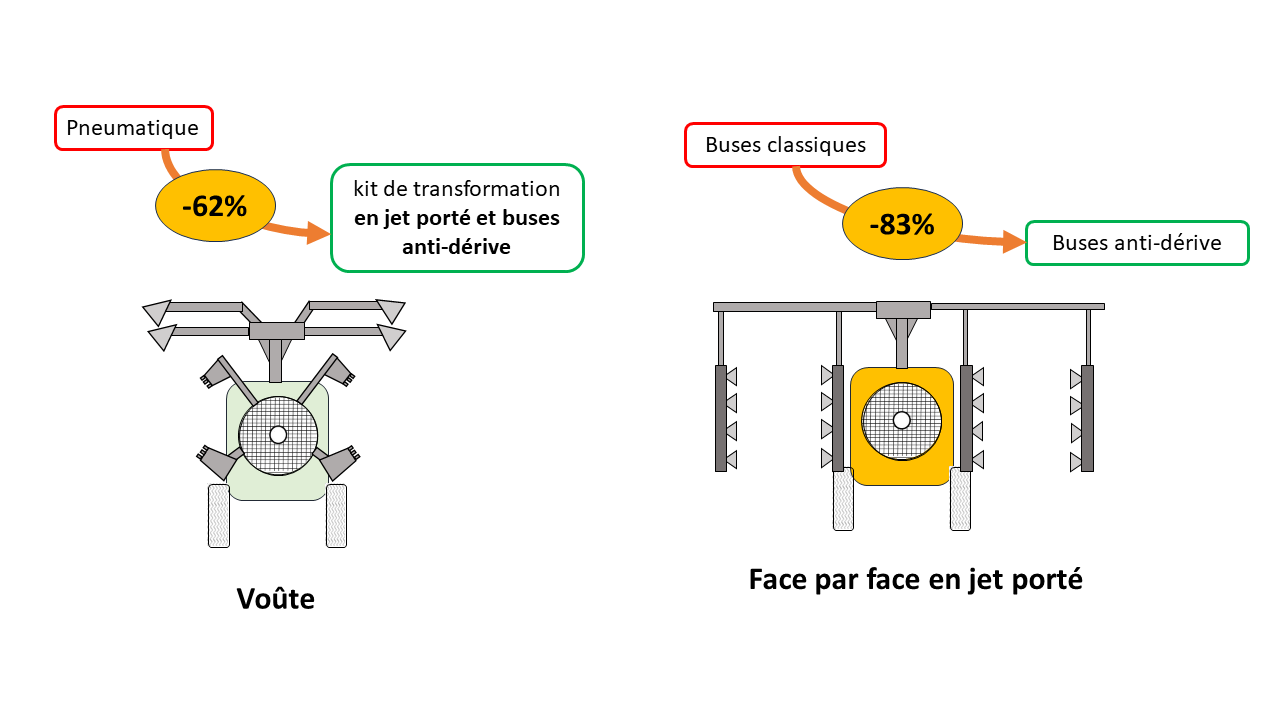 Pneumatique
-62%
kit de transformation
en jet porté et buses
anti-dérive
Voûte
Buses classiques
-83%
Buses anti-dérive
Face par face en jet porté